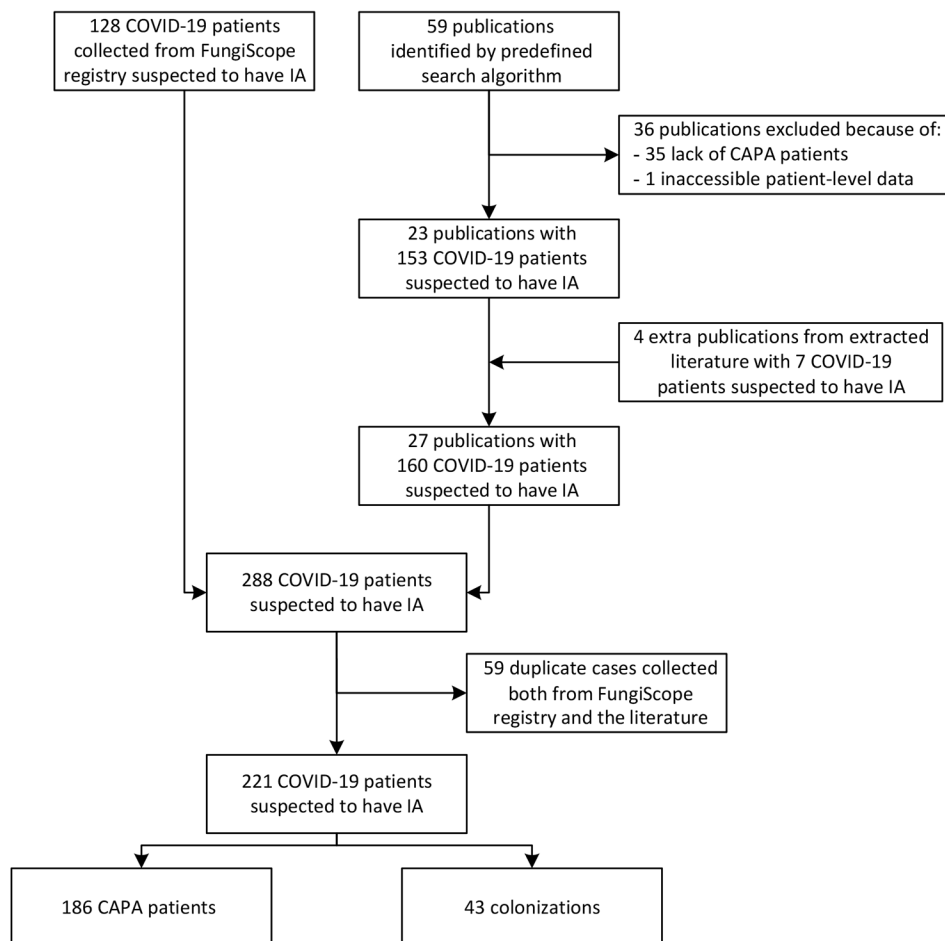 128 COVID-19 patients
collected from FungiScope
registry suspected to have IA
59 publications
identified by predefined
search algorithm
36 publications excluded because of:
- 35 lack of CAPA patients
- 1 inaccessible patient-level data
23 publications with
153 COVID-19 patients
suspected to have IA
4 extra publications from extracted
literature with 7 COVID-19
patients suspected to have IA
27 publications with
160 COVID-19 patients
suspected to have IA
288 COVID-19 patients
suspected to have IA
59 duplicate cases collected
both from FungiScope
registry and the literature
221 COVID-19 patients
suspected to have IA
186 CAPA patients
43 colonizations